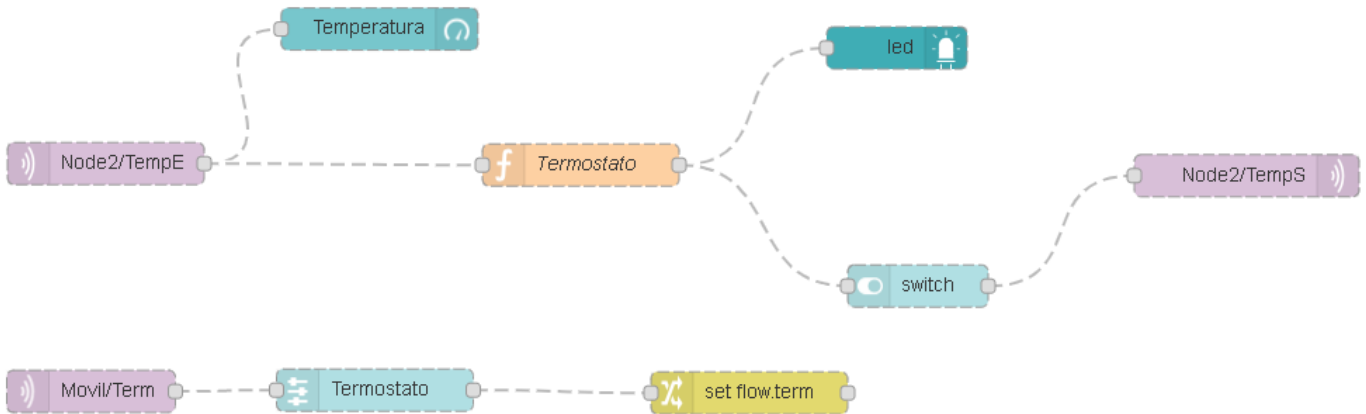 Temperatura
led
Node2/TempE
Termostato
Node2/TempS
switch
Movil/Term
Termostato
set flow.term